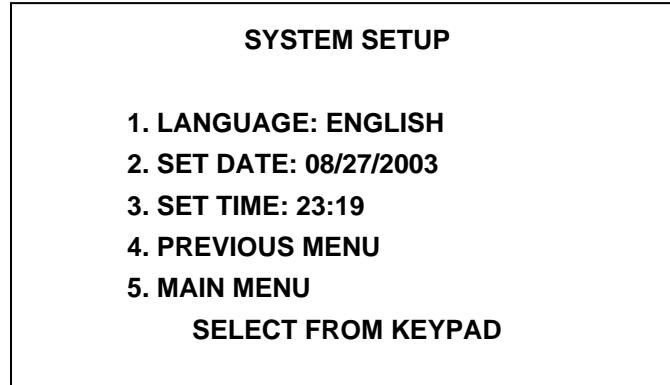 SYSTEM SETUP
1. LANGUAGE: ENGLISH
2. SET DATE: 08/27/2003
3. SET TIME: 23:19
4. PREVIOUS MENU
5. MAIN MENU
SELECT FROM KEYPAD